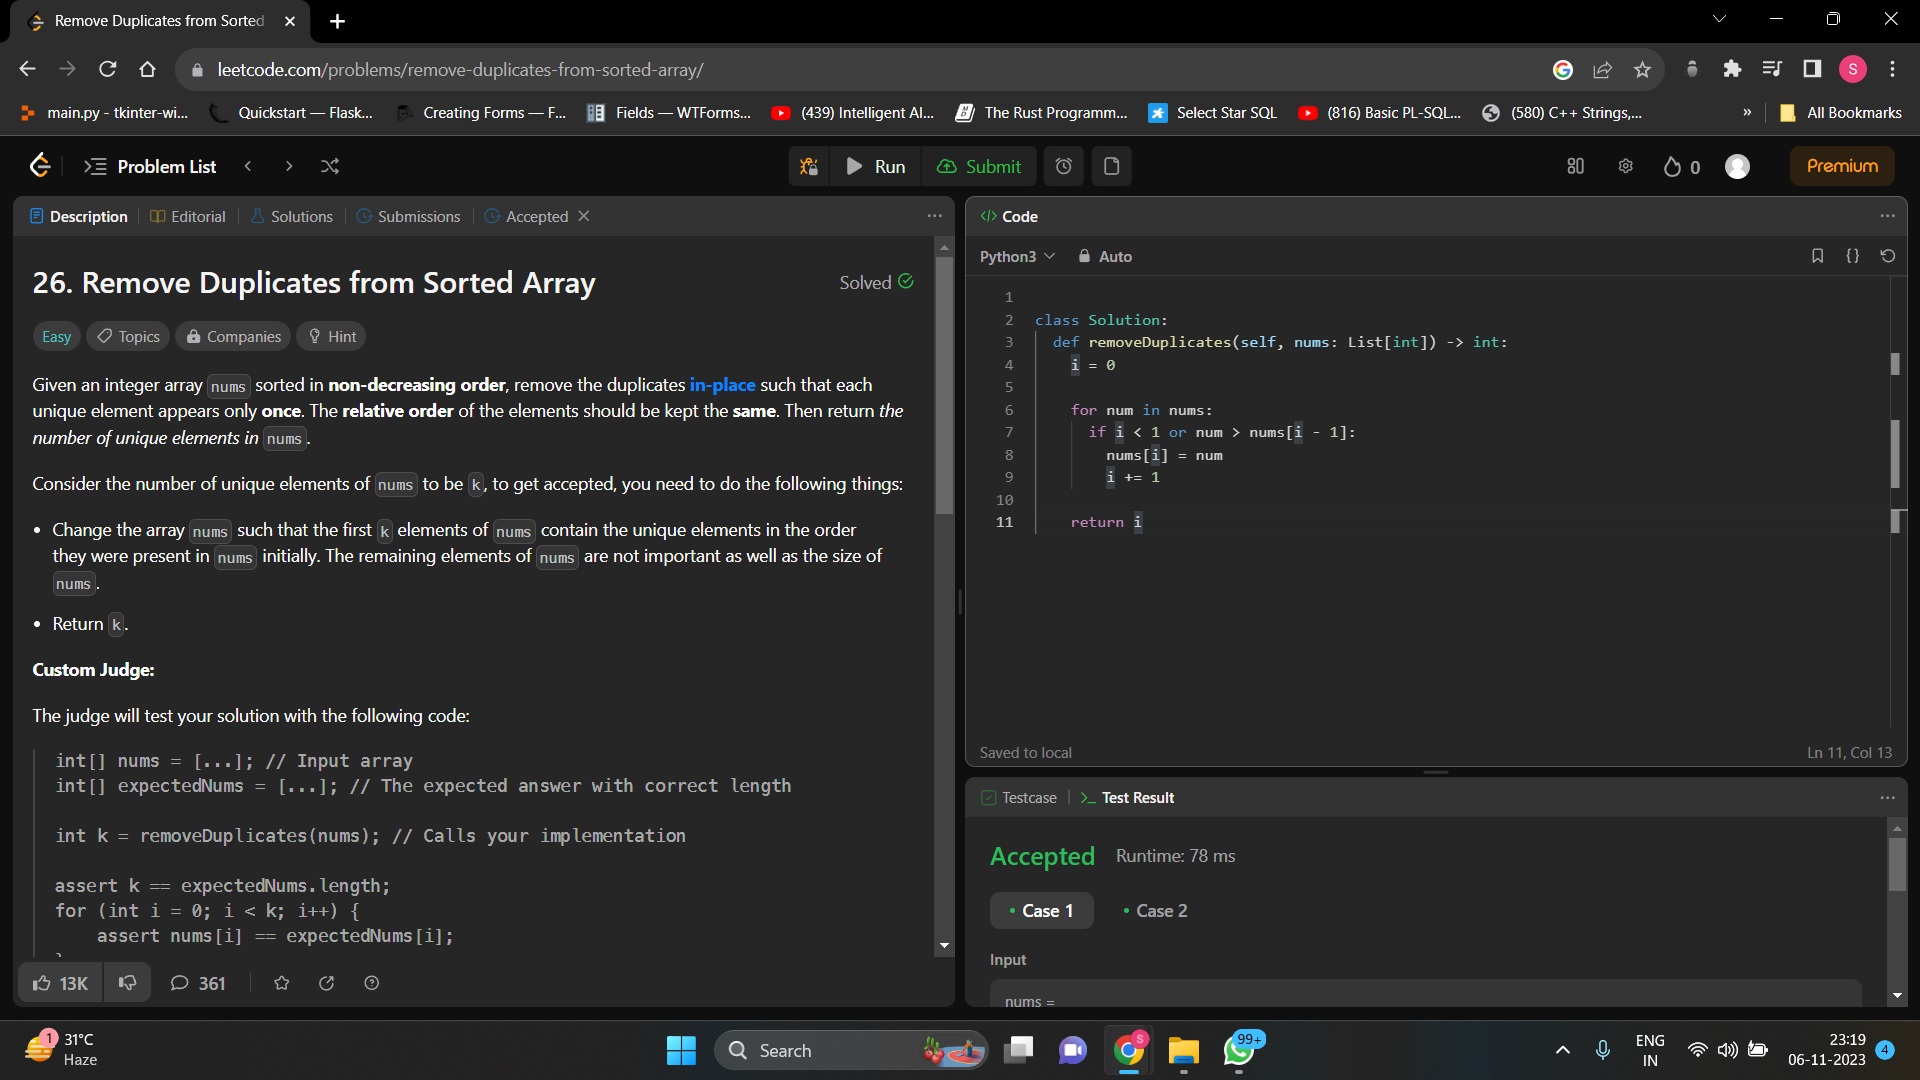 Remove Duplicates from Sorted
leetcode.com/problems/remove-duplicates-from-sorted-array/
S
main.py - tkinter-wi...
Quickstart — Flask...
Creating Forms — F...
Fields — WTForms...
(439) Intelligent AI...
The Rust Programm...
Select Star SQL
(816) Basic PL-SQL...
(580) C++ Strings,...
»
All Bookmarks
Problem List
Run
Submit
0
Premium
Description
Editorial
Solutions
Submissions
Accepted
26. Remove Duplicates from Sorted Array
Solved
Easy
Topics
Companies
Hint
Given an integer array nums sorted in non-decreasing order, remove the duplicates in-place such that each
unique element appears only once. The relative order of the elements should be kept the same. Then return the
number of unique elements in nums.
Consider the number of unique elements of nums to be k, to get accepted, you need to do the following things:
• Change the array nums such that the first k elements of nums contain the unique elements in the order
they were present in nums initially. The remaining elements of nums are not important as well as the size of
nums.
• Return k.
Custom Judge:
The judge will test your solution with the following code:
int[] nums = [...]; // Input array
int[] expectedNums = [...]; // The expected answer with correct length
int k = removeDuplicates(nums); // Calls your implementation
assert k == expectedNums.length;
for (int i = 0; i < k; i++) {
assert nums[i] == expectedNums[i];
13K
361
Code
Python3
Auto
1
2 class Solution:
3 def removeDuplicates(self, nums: List[int]) -> int:
4 i = 0
5
6 for num in nums:
7 if i < 1 or num > nums[i - 1]:
8 nums[i] = num
9 i += 1
10
11 return i
Saved to local
Ln 11, Col 13
Testcase
Test Result
Accepted
Runtime: 78 ms
• Case 1
• Case 2
Input
nums =
1
31°C
Haze
Search
S
99+
ENG
IN
23:19
06-11-2023
4